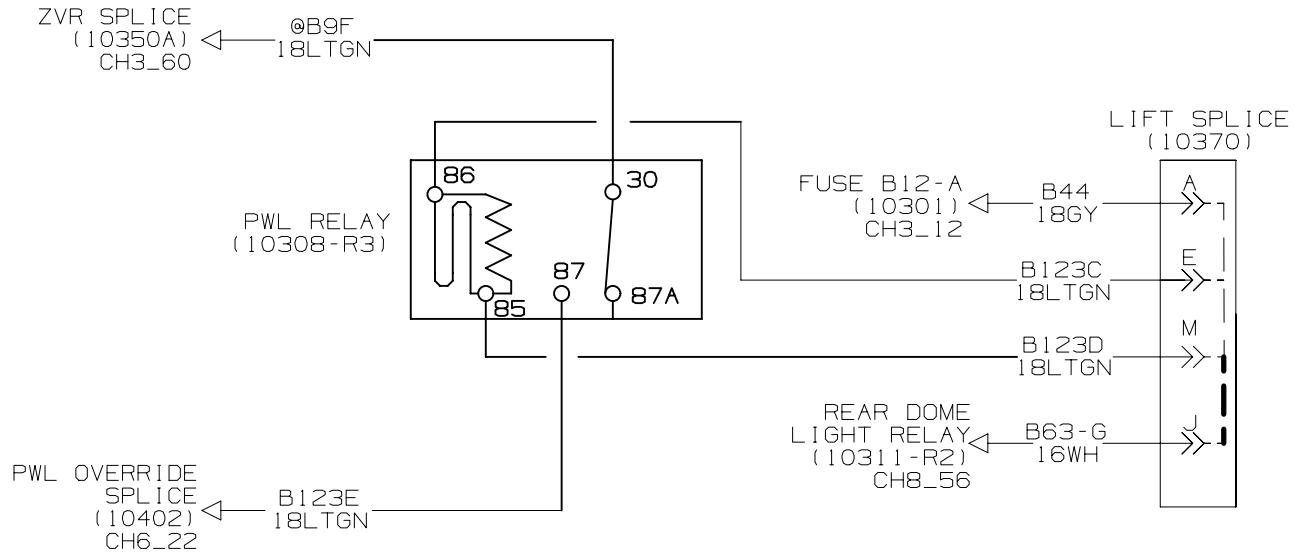 ZVR SPLICE
(10350A)
CH3_60
@B9F
18LTGN
LIFT SPLICE
(10370)
86
30
PWL RELAY
(10308-R3)
87
85
87A
FUSE B12-A
(10301)
CH3_12
B44
18GY
A
B123C
18LTGN
E
B123D
18LTGN
M
REAR DOME
LIGHT RELAY
(10311-R2)
CH8_56
B63-G
16WH
J
PWL OVERRIDE
SPLICE
(10402)
CH6_22
B123E
18LTGN